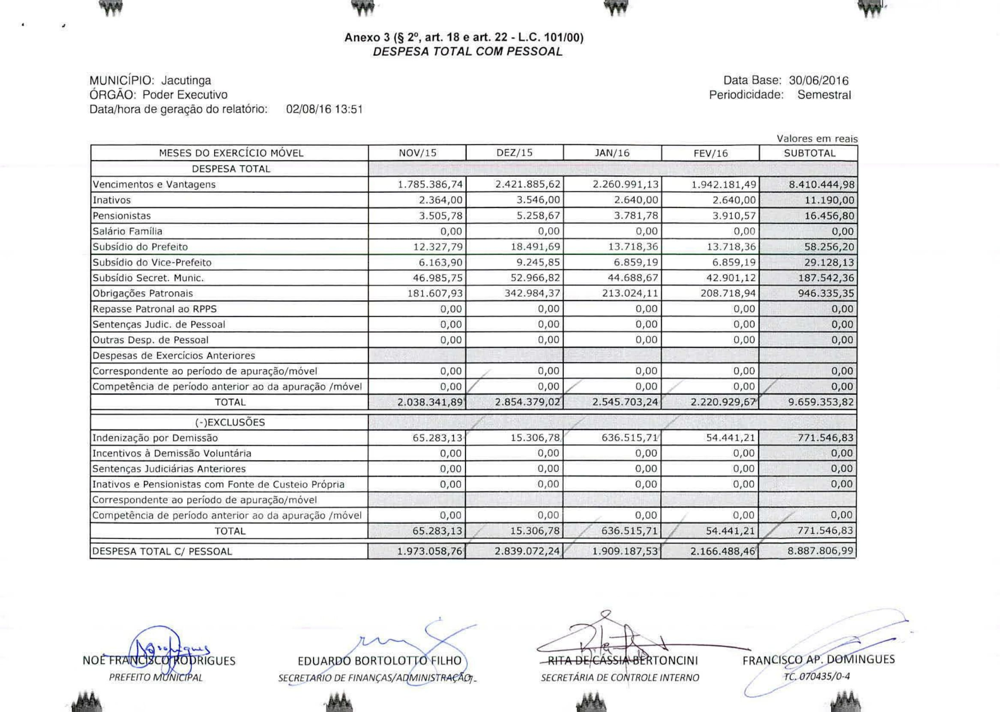 Anexo 3 (§ 2º, art. 18 e art. 22 - L.C. 101/00)
DESPESA TOTAL COM PESSOAL
MUNICÍPIO: Jacutinga
Data Base: 30/06/2016
ÓRGÃO: Poder Executivo
Periodicidade: Semestral
Data/hora de geração do relatório: 02/08/16 13:51
Valores em reais
MESES DO EXERCÍCIO MÓVEL NOV/15 DEZ/15 JAN/16 FEV/16 SUBTOTAL
DESPESA TOTAL
Vencimentos e Vantagens 1.785.386,74 2.421.885,62 2.260.991,13 1.942.181,49 8.410.444,98
Inativos 2.364,00 3.546,00 2.640,00 2.640,00 11.190,00
Pensionistas 3.505,78 5.258,67 3.781,78 3.910,57 16.456,80
Salário Família 0,00 0,00 0,00 0,00 0,00
Subsídio do Prefeito 12.327,79 18.491,69 13.718,36 13.718,36 58.256,20
Subsídio do Vice-Prefeito 6.163,90 9.245,85 6.859,19 6.859,19 29.128,13
Subsídio Secret. Munic. 46.985,75 52.966,82 44.688,67 42.901,12 187.542,36
Obrigações Patronais 181.607,93 342.984,37 213.024,11 208.718,94 946.335,35
Repasse Patronal ao RPPS 0,00 0,00 0,00 0,00 0,00
Sentenças Judic. de Pessoal 0,00 0,00 0,00 0,00 0,00
Outras Desp. de Pessoal 0,00 0,00 0,00 0,00 0,00
Despesas de Exercícios Anteriores
Correspondente ao período de apuração/móvel 0,00 0,00 0,00 0,00 0,00
Competência de período anterior ao da apuração /móvel 0,00 0,00 0,00 0,00 0,00
TOTAL 2.038.341,89 2.854.379,02 2.545.703,24 2.220.929,67 9.659.353,82
(-)EXCLUSÕES
Indenização por Demissão 65.283,13 15.306,78 636.515,71 54.441,21 771.546,83
Incentivos à Demissão Voluntária 0,00 0,00 0,00 0,00 0,00
Sentenças Judiciárias Anteriores 0,00 0,00 0,00 0,00 0,00
Inativos e Pensionistas com Fonte de Custeio Própria 0,00 0,00 0,00 0,00 0,00
Correspondente ao período de apuração/móvel
Competência de período anterior ao da apuração /móvel 0,00 0,00 0,00 0,00 0,00
TOTAL 65.283,13 15.306,78 636.515,71 54.441,21 771.546,83
DESPESA TOTAL C/ PESSOAL 1.973.058,76 2.839.072,24 1.909.187,53 2.166.488,46 8.887.806,99
NOÉ FRANCISCO RODRIGUES EDUARDO BORTOLOTTO FILHO RITA DE CÁSSIA BERTONCINI FRANCISCO AP. DOMINGUES
PREFEITO MUNICIPAL SECRETARIO DE FINANÇAS/ADMINISTRAÇÃO SECRETÁRIA DE CONTROLE INTERNO TC. 070435/0-4